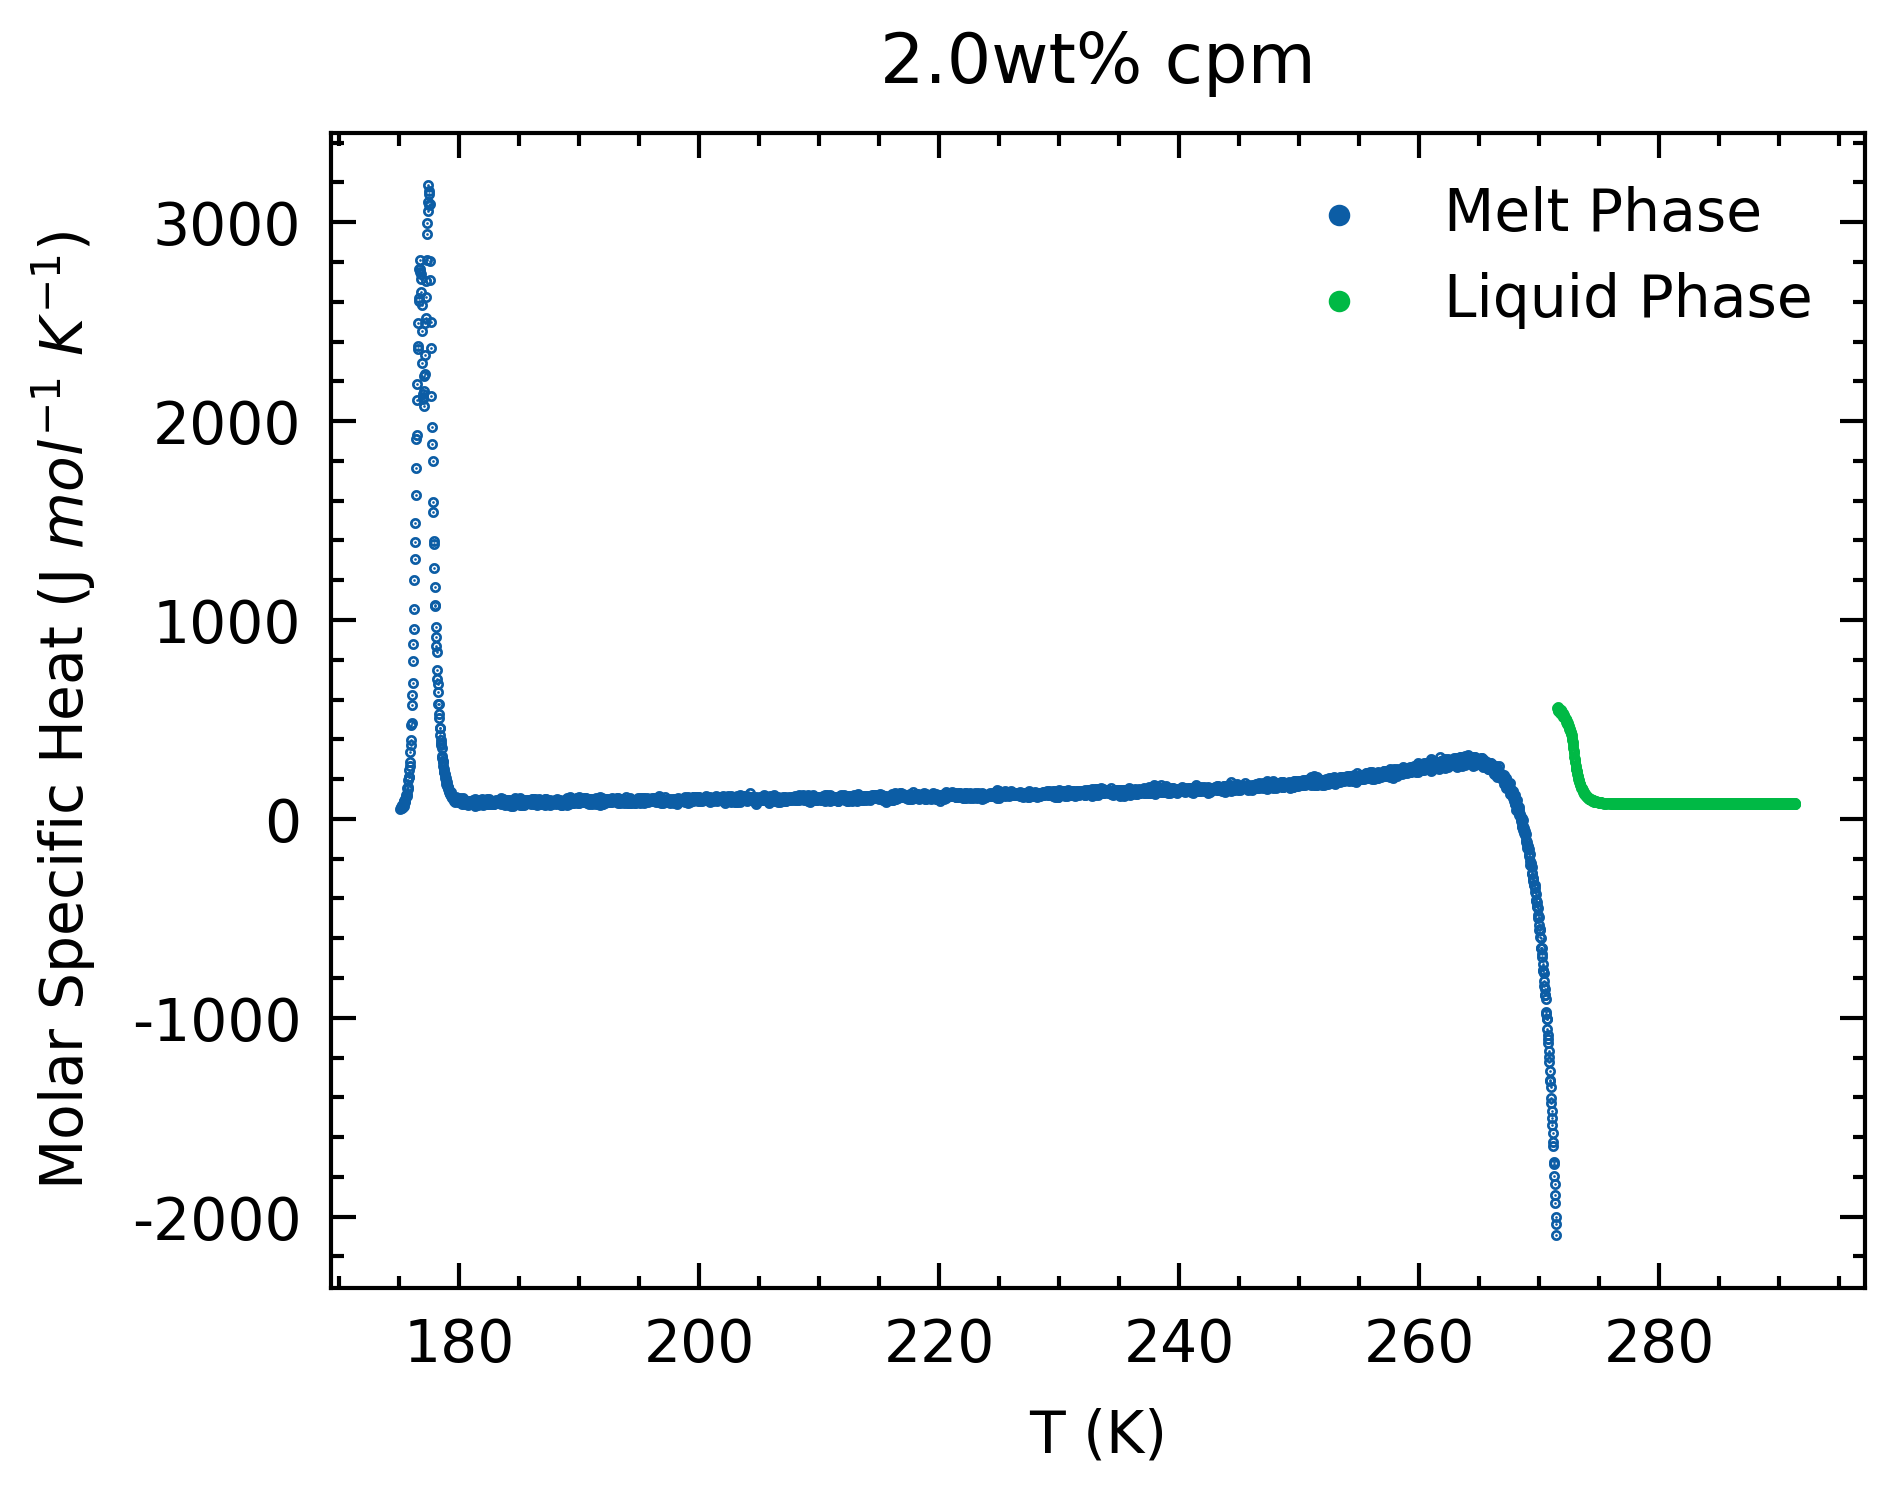 2.0wt% cpm
Molar Specific Heat (J mol⁻¹ K⁻¹)
3000
2000
1000
0
-1000
-2000
Melt Phase
Liquid Phase
180 200 220 240 260 280
T (K)